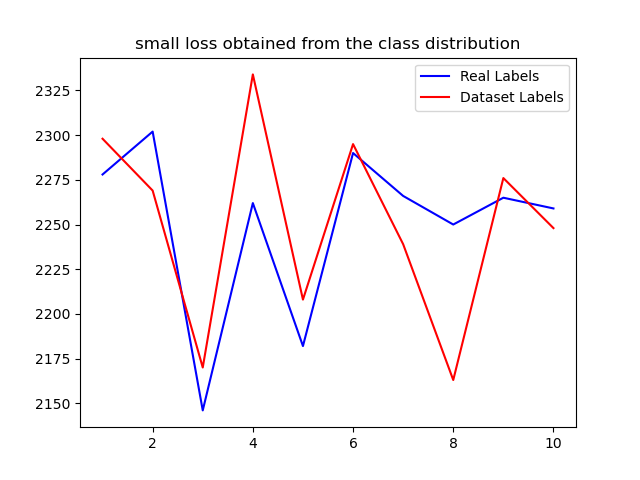 small loss obtained from the class distribution
Real Labels
Dataset Labels
2325
2300
2275
2250
2225
2200
2175
2150
2 4 6 8 10